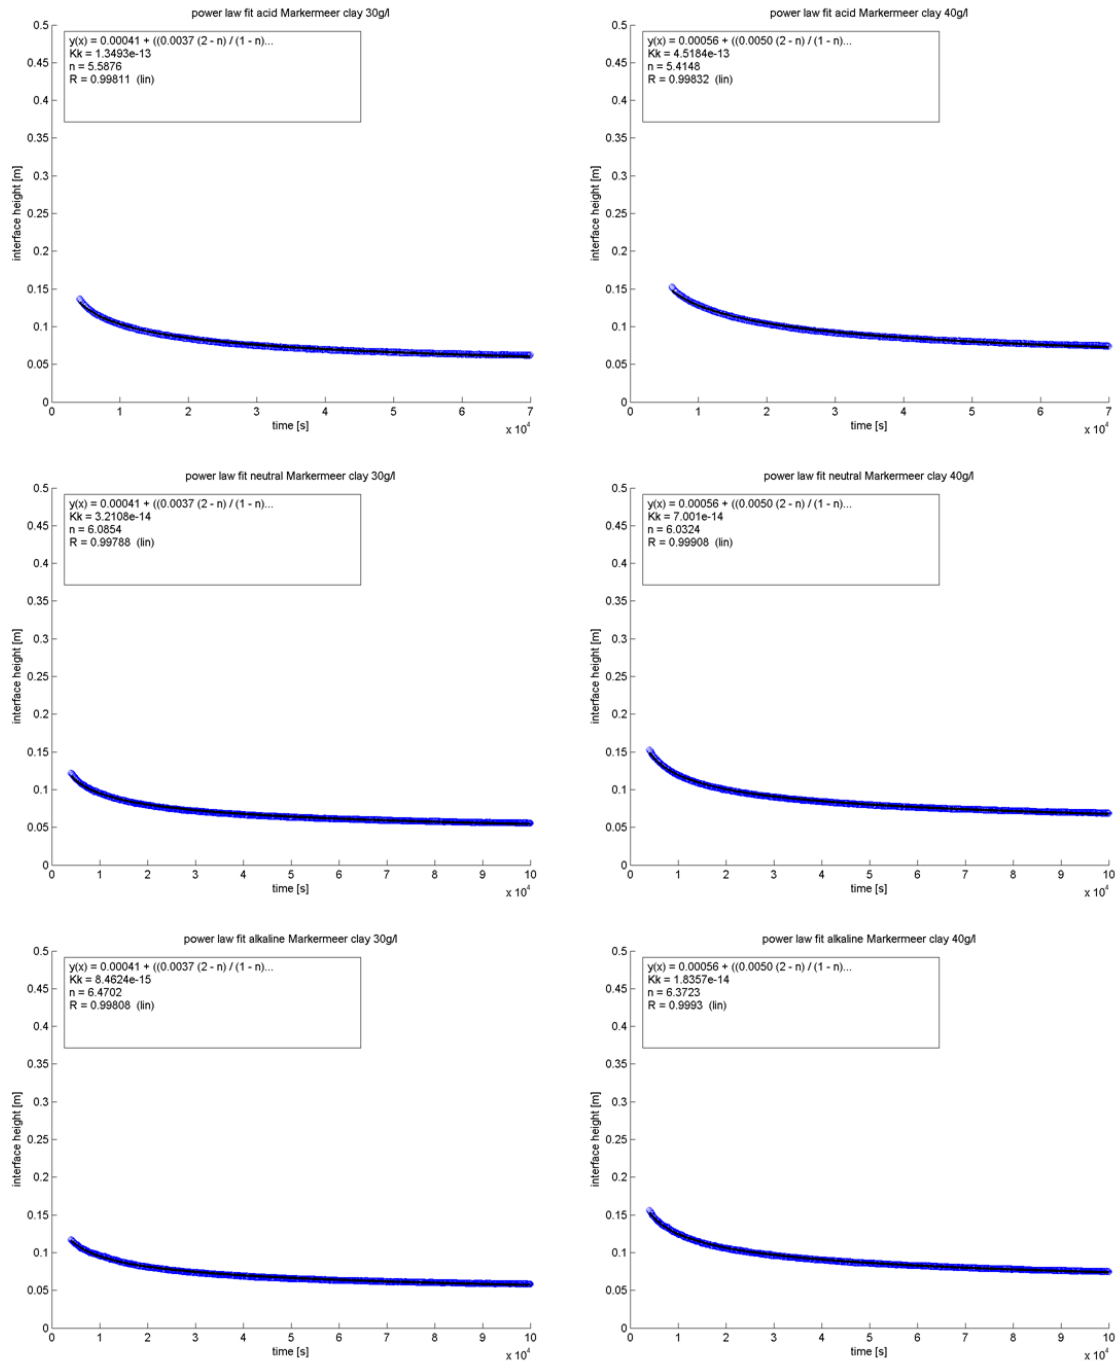 power law fit acid Markermeer clay 30g/l
y(x) = 0.00041 + ((0.0037 (2 - n) / (1 - n)...
Kk = 1.3493e-13
n = 5.5876
R = 0.99811 (lin)
0.5
0.45
0.4
0.35
0.3
0.25
0.2
0.15
0.1
0.05
0
interface height [m]
0 1 2 3 4 5 6 7
time [s]
x 10^4
power law fit acid Markermeer clay 40g/l
y(x) = 0.00056 + ((0.0050 (2 - n) / (1 - n)...
Kk = 4.5184e-13
n = 5.4148
R = 0.99832 (lin)
0.5
0.45
0.4
0.35
0.3
0.25
0.2
0.15
0.1
0.05
0
interface height [m]
0 1 2 3 4 5 6 7
time [s]
x 10^4
power law fit neutral Markermeer clay 30g/l
y(x) = 0.00041 + ((0.0037 (2 - n) / (1 - n)...
Kk = 3.2108e-14
n = 6.0854
R = 0.99788 (lin)
0.5
0.45
0.4
0.35
0.3
0.25
0.2
0.15
0.1
0.05
0
interface height [m]
0 1 2 3 4 5 6 7 8 9 10
time [s]
x 10^4
power law fit neutral Markermeer clay 40g/l
y(x) = 0.00056 + ((0.0050 (2 - n) / (1 - n)...
Kk = 7.001e-14
n = 6.0324
R = 0.99908 (lin)
0.5
0.45
0.4
0.35
0.3
0.25
0.2
0.15
0.1
0.05
0
interface height [m]
0 1 2 3 4 5 6 7 8 9 10
time [s]
x 10^4
power law fit alkaline Markermeer clay 30g/l
y(x) = 0.00041 + ((0.0037 (2 - n) / (1 - n)...
Kk = 8.4624e-15
n = 6.4702
R = 0.99808 (lin)
0.5
0.45
0.4
0.35
0.3
0.25
0.2
0.15
0.1
0.05
0
interface height [m]
0 1 2 3 4 5 6 7 8 9 10
time [s]
x 10^4
power law fit alkaline Markermeer clay 40g/l
y(x) = 0.00056 + ((0.0050 (2 - n) / (1 - n)...
Kk = 1.8357e-14
n = 6.3723
R = 0.9993 (lin)
0.5
0.45
0.4
0.35
0.3
0.25
0.2
0.15
0.1
0.05
0
interface height [m]
0 1 2 3 4 5 6 7 8 9 10
time [s]
x 10^4